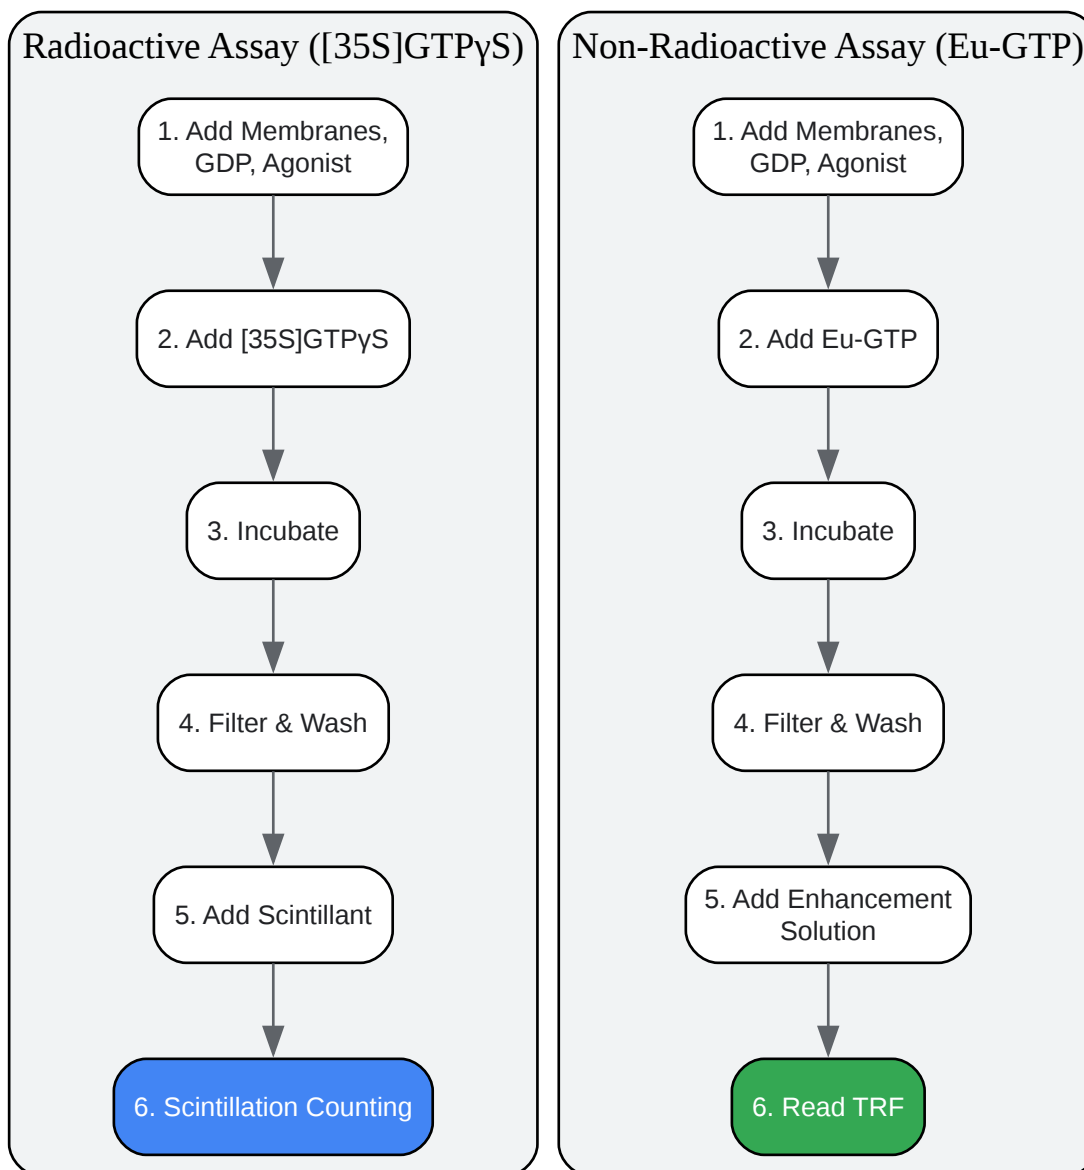 Radioactive Assay ([35S]GTPγS)
1. Add Membranes,
GDP, Agonist
2. Add [35S]GTPγS
3. Incubate
4. Filter & Wash
5. Add Scintillant
6. Scintillation Counting
Non-Radioactive Assay (Eu-GTP)
1. Add Membranes,
GDP, Agonist
2. Add Eu-GTP
3. Incubate
4. Filter & Wash
5. Add Enhancement
Solution
6. Read TRF